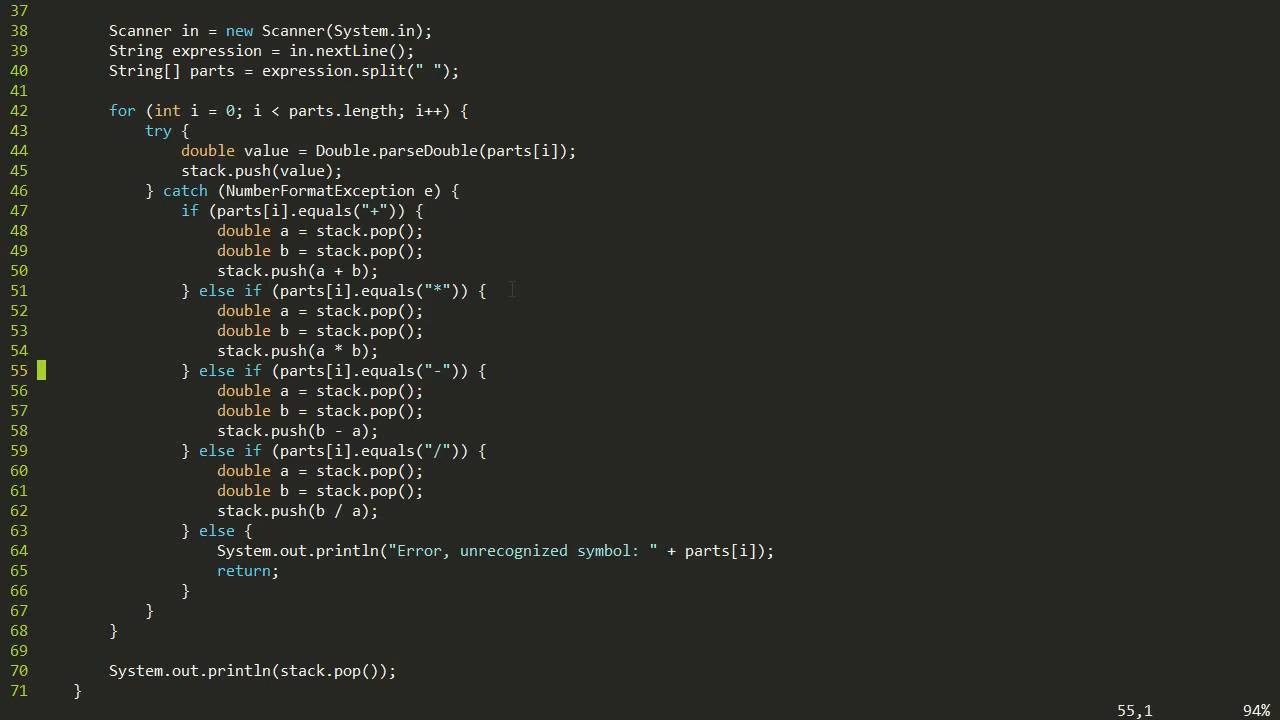 37
38         Scanner in = new Scanner(System.in);
39         String expression = in.nextLine();
40         String[] parts = expression.split(" ");
41
42         for (int i = 0; i < parts.length; i++) {
43             try {
44                 double value = Double.parseDouble(parts[i]);
45                 stack.push(value);
46             } catch (NumberFormatException e) {
47                 if (parts[i].equals("+")) {
48                     double a = stack.pop();
49                     double b = stack.pop();
50                     stack.push(a + b);
51                 } else if (parts[i].equals("*")) {
52                     double a = stack.pop();
53                     double b = stack.pop();
54                     stack.push(a * b);
55                 } else if (parts[i].equals("-")) {
56                     double a = stack.pop();
57                     double b = stack.pop();
58                     stack.push(b - a);
59                 } else if (parts[i].equals("/")) {
60                     double a = stack.pop();
61                     double b = stack.pop();
62                     stack.push(b / a);
63                 } else {
64                     System.out.println("Error, unrecognized symbol: " + parts[i]);
65                     return;
66                 }
67             }
68         }
69
70         System.out.println(stack.pop());
71     }
55,1          94%